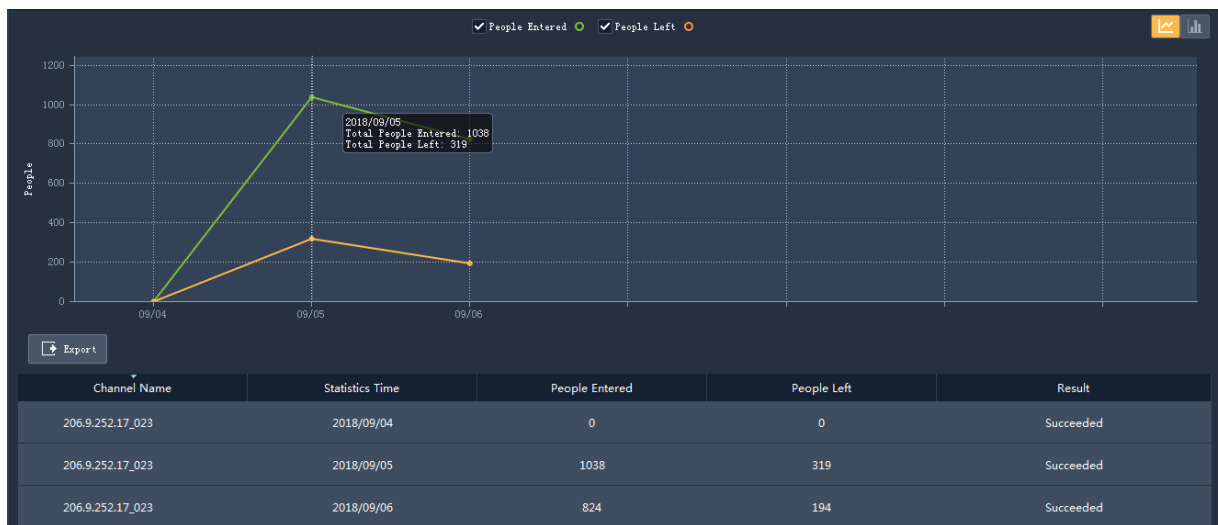 People Entered People Left
1200
1000
800
600
400
200
0
People
2018/09/05
Total People Entered: 1038
Total People Left: 319
09/04 09/05 09/06
Export
Channel Name Statistics Time People Entered People Left Result
206.9.252.17_023 2018/09/04 0 0 Succeeded
206.9.252.17_023 2018/09/05 1038 319 Succeeded
206.9.252.17_023 2018/09/06 824 194 Succeeded